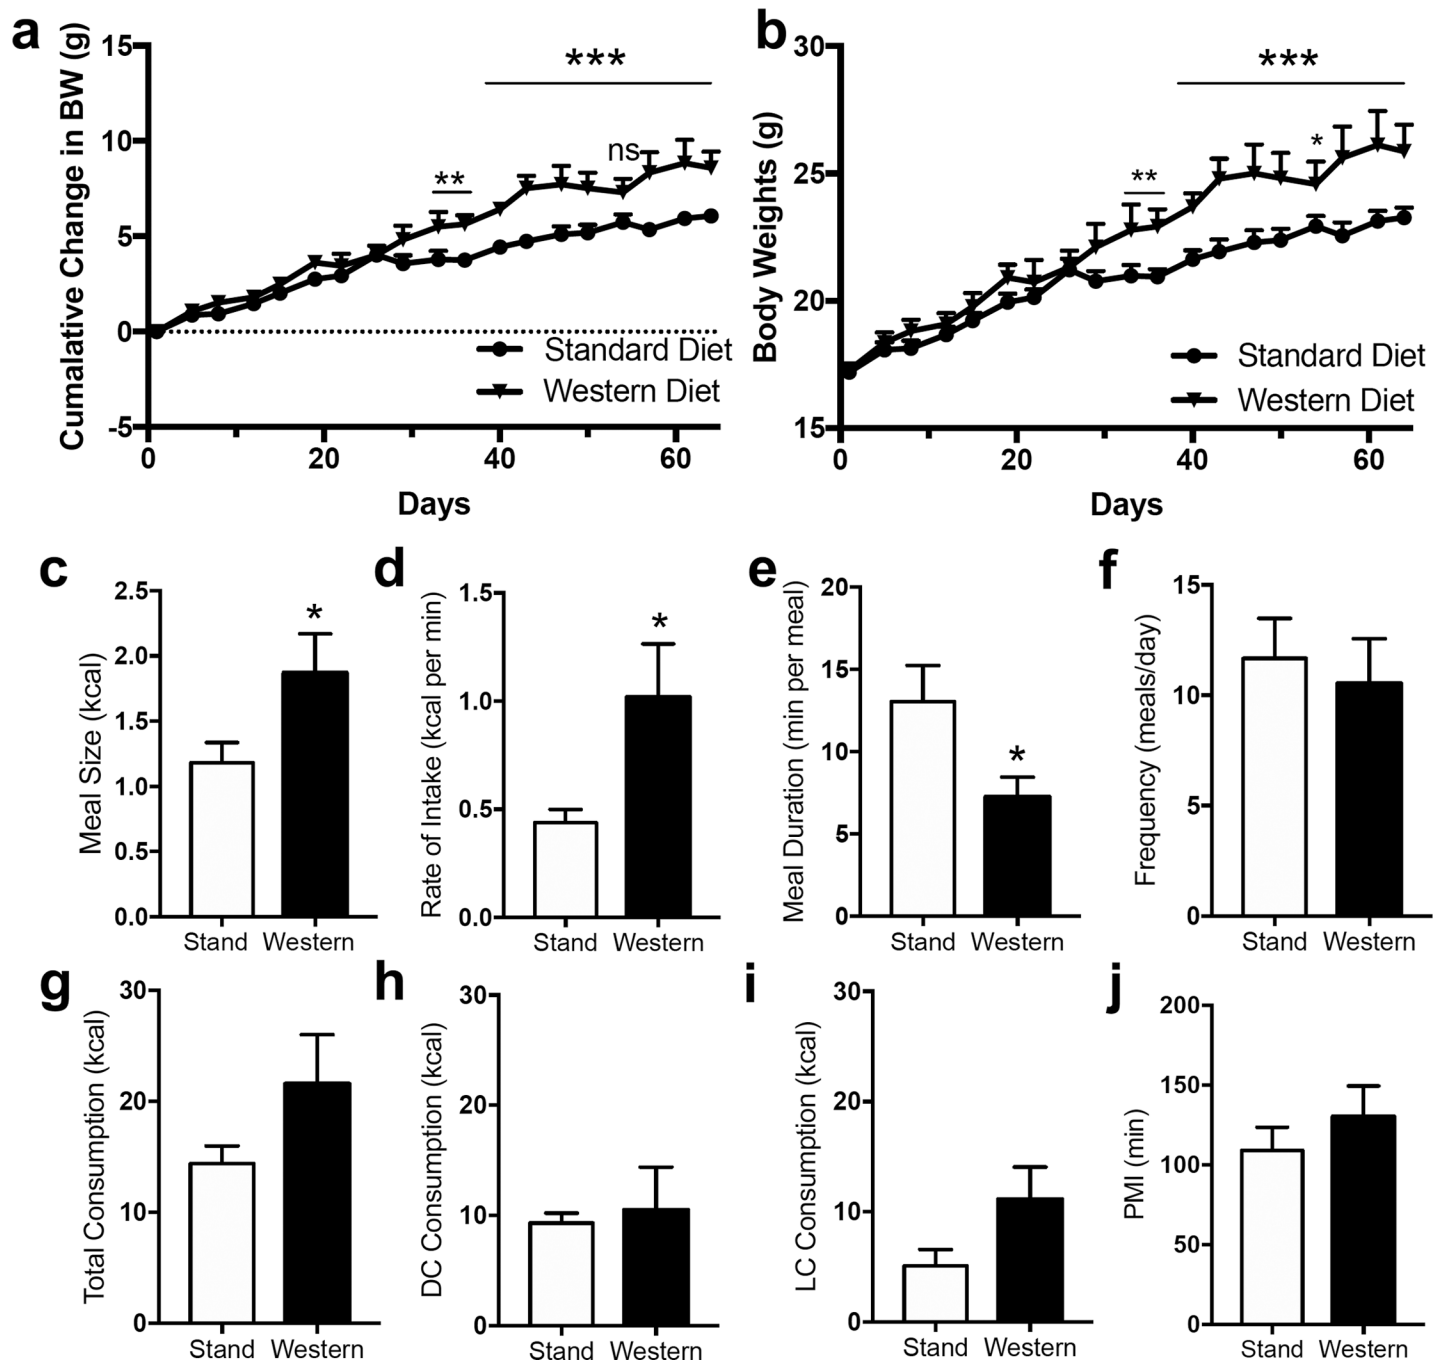 a
Cumalative Change in BW (g)
15
10
5
0
-5
0 20 40 60
Days
**
ns
***
Standard Diet
Western Diet
b
Body Weights (g)
30
25
20
15
0 20 40 60
Days
**
*
***
Standard Diet
Western Diet
c
Meal Size (kcal)
2.5
2.0
1.5
1.0
0.5
0.0
*
Stand Western
d
Rate of Intake (kcal per min)
1.5
1.0
0.5
0.0
*
Stand Western
e
Meal Duration (min per meal)
20
15
10
5
0
*
Stand Western
f
Frequency (meals/day)
15
10
5
0
Stand Western
g
Total Consumption (kcal)
30
20
10
0
Stand Western
h
DC Consumption (kcal)
30
20
10
0
Stand Western
i
LC Consumption (kcal)
30
20
10
0
Stand Western
j
PMI (min)
200
150
100
50
0
Stand Western